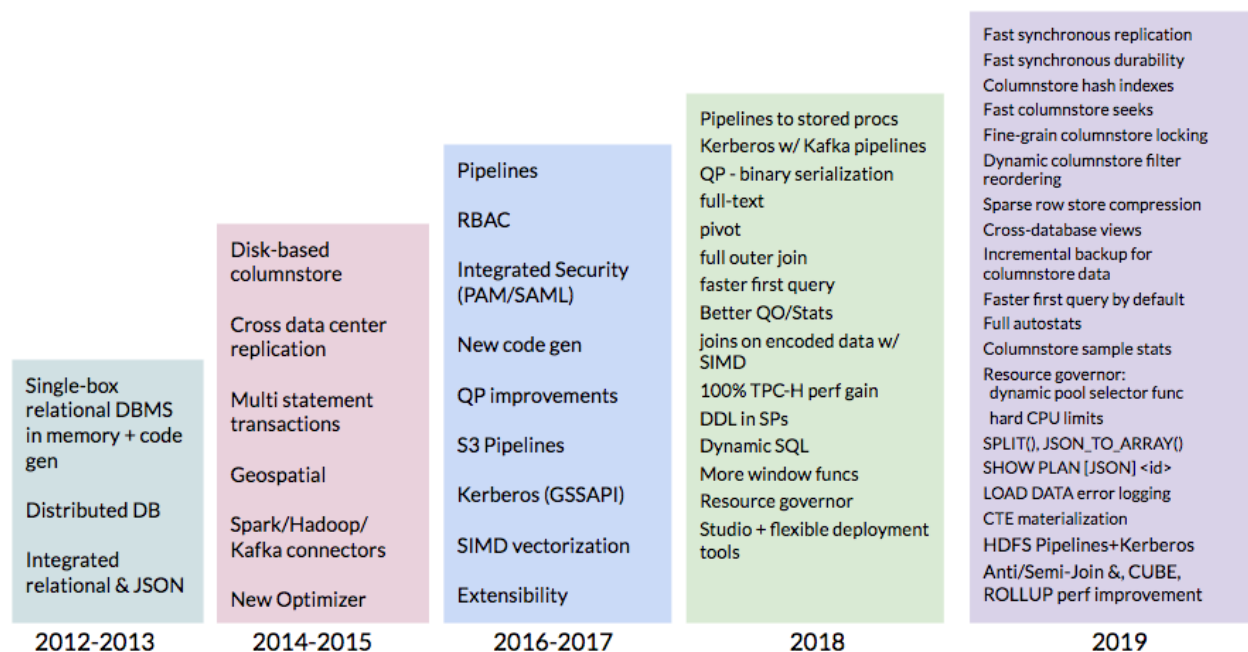 Single-box
relational DBMS
in memory + code
gen
Distributed DB
Integrated
relational & JSON
2012-2013
Disk-based
columnstore
Cross data center
replication
Multi statement
transactions
Geospatial
Spark/Hadoop/
Kafka connectors
New Optimizer
2014-2015
Pipelines
RBAC
Integrated Security
(PAM/SAML)
New code gen
QP improvements
S3 Pipelines
Kerberos (GSSAPI)
SIMD vectorization
Extensibility
2016-2017
Pipelines to stored procs
Kerberos w/ Kafka pipelines
QP - binary serialization
full-text
pivot
full outer join
faster first query
Better QO/Stats
joins on encoded data w/
SIMD
100% TPC-H perf gain
DDL in SPs
Dynamic SQL
More window funcs
Resource governor
Studio + flexible deployment
tools
2018
Fast synchronous replication
Fast synchronous durability
Columnstore hash indexes
Fast columnstore seeks
Fine-grain columnstore locking
Dynamic columnstore filter
reordering
Sparse row store compression
Cross-database views
Incremental backup for
columnstore data
Faster first query by default
Full autostats
Columnstore sample stats
Resource governor:
dynamic pool selector func
hard CPU limits
SPLIT(), JSON_TO_ARRAY()
SHOW PLAN [JSON] <id>
LOAD DATA error logging
CTE materialization
HDFS Pipelines+Kerberos
Anti/Semi-Join &, CUBE,
ROLLUP perf improvement
2019